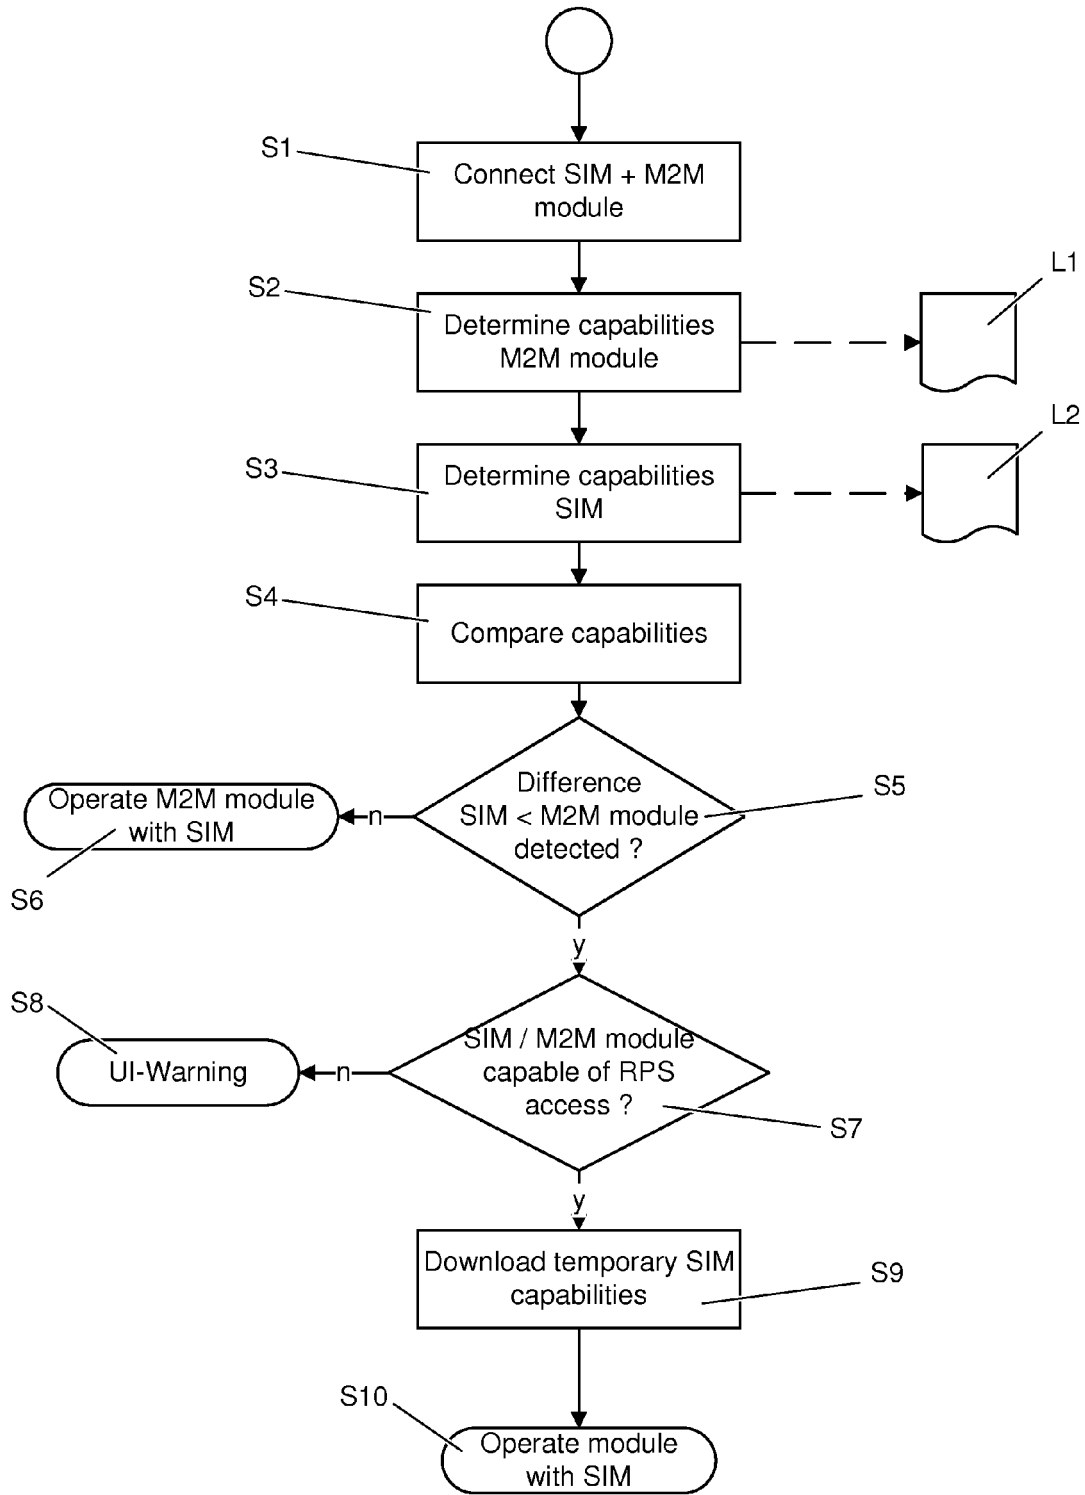 S1
Connect SIM + M2M
module
L1
S2
Determine capabilities
M2M module
L2
S3
Determine capabilities
SIM
S4
Compare capabilities
Difference
SIM < M2M module
detected ?
S5
n
Operate M2M module
with SIM
S6
y
S8
SIM / M2M module
capable of RPS
access ?
n
UI-Warning
S7
y
Download temporary SIM
capabilities
S9
S10
Operate module
with SIM